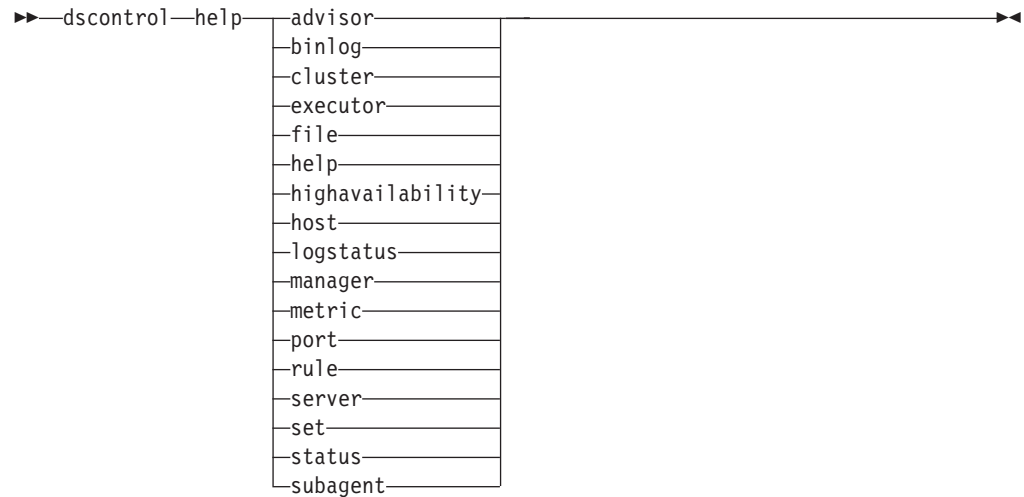 dscontrol help advisor
binlog
cluster
executor
file
help
highavailability
host
logstatus
manager
metric
port
rule
server
set
status
subagent